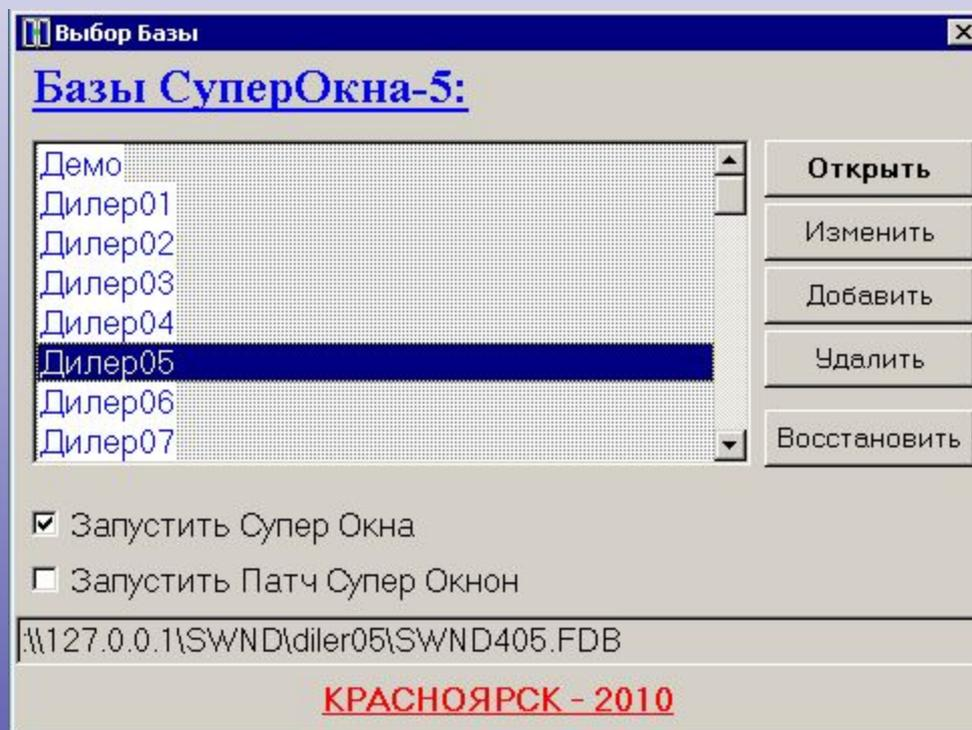 Выбор Базы
Базы СуперОкна-5:
Демо
Дилер01
Дилер02
Дилер03
Дилер04
Дилер05
Дилер06
Дилер07
Открыть
Изменить
Добавить
Удалить
Восстановить
Запустить Супер Окна
Запустить Патч Супер Окнон
:\\127.0.0.1\SWND\diler05\SWND405.FDB
КРАСНОЯРСК - 2010